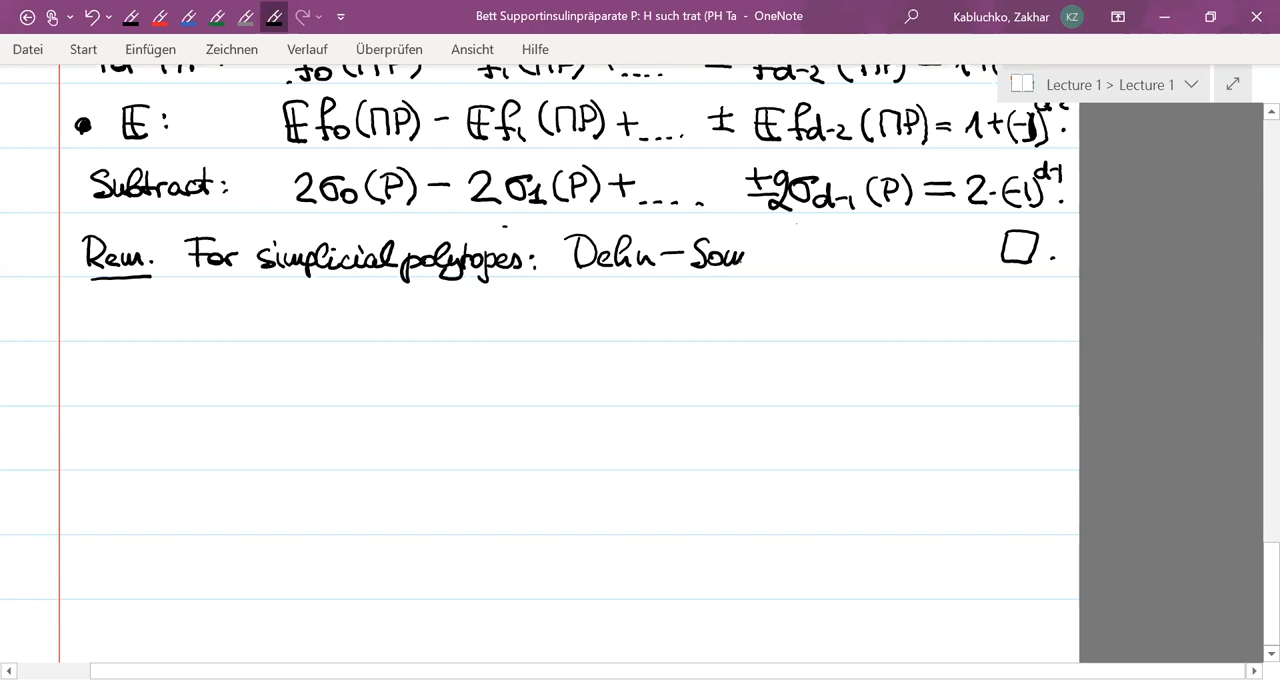 Bett Supportinsulinpräparate P: H such trat (PH Ta - OneNote
Kabluchko, Zakhar KZ
Datei Start Einfügen Zeichnen Verlauf Überprüfen Ansicht Hilfe
Lecture 1 > Lecture 1
• 𝔼: 𝔼f₀(ΠP) − 𝔼f₁(ΠP) + .... ± 𝔼f_{d-2}(ΠP) = 1 + (-1)
Subtract: 2σ₀(P) − 2σ₁(P) + ..... ± 2σ_{d-1}(P) = 2·(-1)^{d-1}
Rem. For simplicial polytopes: Dehn-Som □.